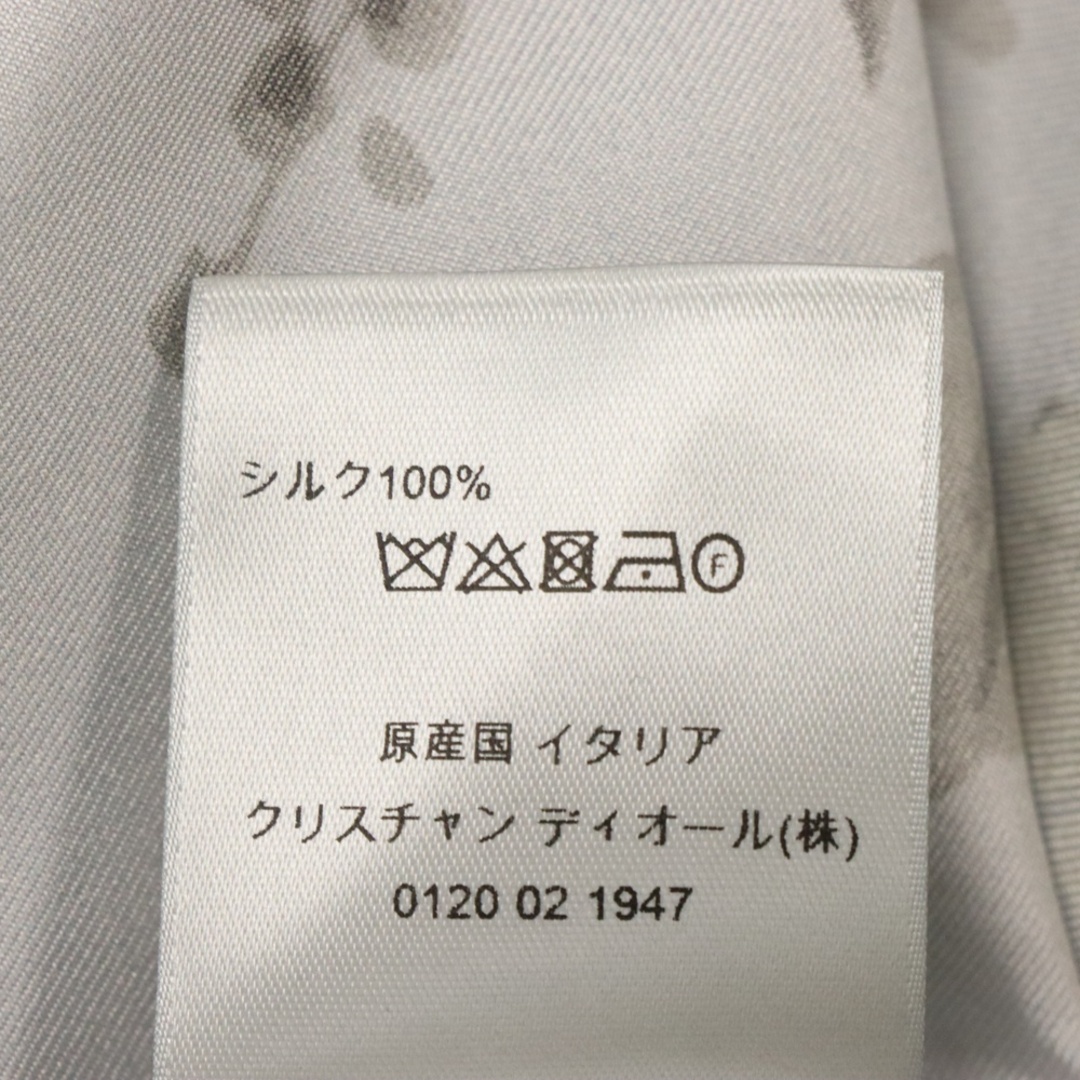 シルク100%
F
原産国 イタリア
クリスチャン ディオール(株)
0120 02 1947